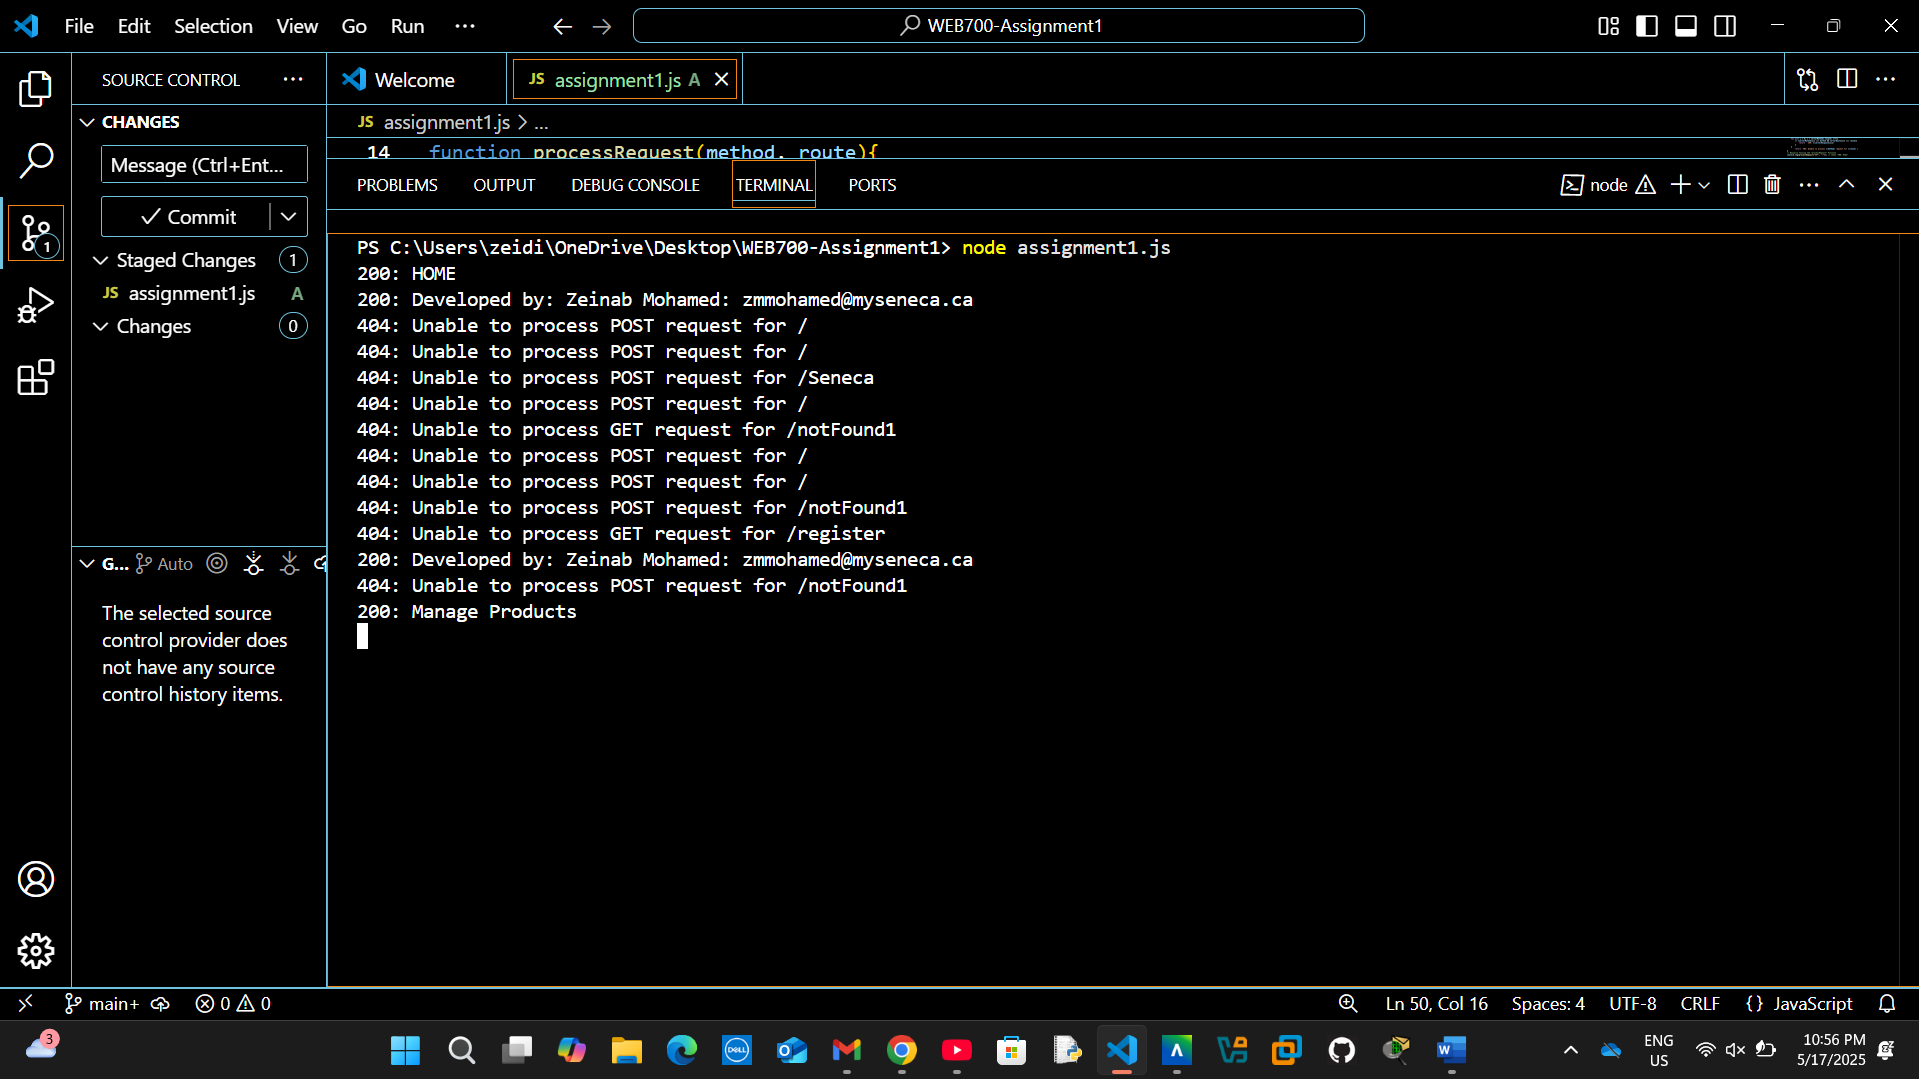 File Edit Selection View Go Run ...
WEB700-Assignment1
SOURCE CONTROL ...
Welcome
JS assignment1.js A
CHANGES
JS assignment1.js > ...
Message (Ctrl+Ent...
14 function processRequest(method, route){
PROBLEMS OUTPUT DEBUG CONSOLE TERMINAL PORTS
node
Commit
1
Staged Changes 1
JS assignment1.js A
Changes 0
PS C:\Users\zeidi\OneDrive\Desktop\WEB700-Assignment1> node assignment1.js
200: HOME
200: Developed by: Zeinab Mohamed: zmmohamed@myseneca.ca
404: Unable to process POST request for /
404: Unable to process POST request for /
404: Unable to process POST request for /Seneca
404: Unable to process POST request for /
404: Unable to process GET request for /notFound1
404: Unable to process POST request for /
404: Unable to process POST request for /
404: Unable to process POST request for /notFound1
404: Unable to process GET request for /register
200: Developed by: Zeinab Mohamed: zmmohamed@myseneca.ca
404: Unable to process POST request for /notFound1
200: Manage Products
G... Auto
The selected source
control provider does
not have any source
control history items.
main+ 0 0
Ln 50, Col 16 Spaces: 4 UTF-8 CRLF {} JavaScript
3
DELL
ENG
US
10:56 PM
5/17/2025